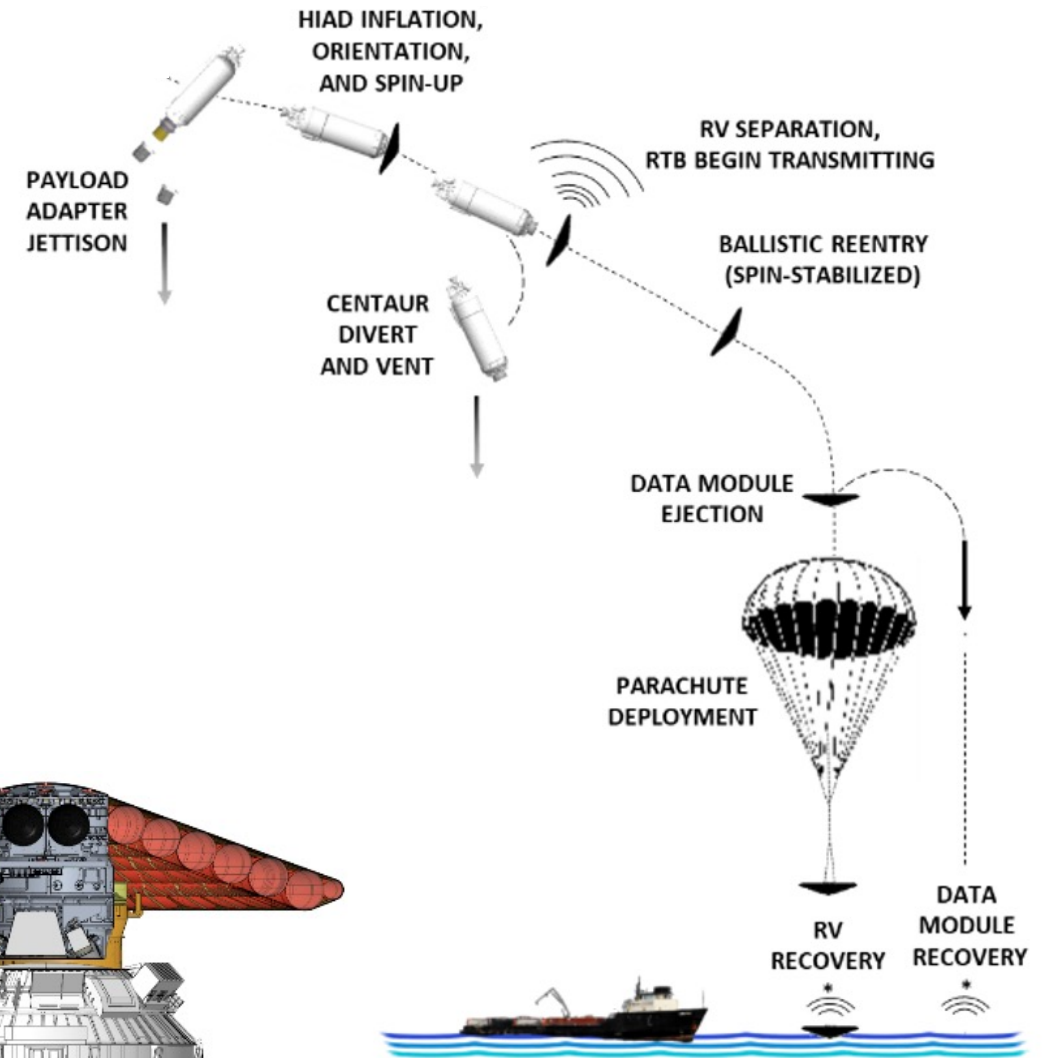 HIAD INFLATION,
ORIENTATION,
AND SPIN-UP
PAYLOAD
ADAPTER
JETTISON
RV SEPARATION,
RTB BEGIN TRANSMITTING
CENTAUR
DIVERT
AND VENT
BALLISTIC REENTRY
(SPIN-STABILIZED)
DATA MODULE
EJECTION
PARACHUTE
DEPLOYMENT
RV
RECOVERY
*
DATA
MODULE
RECOVERY
*